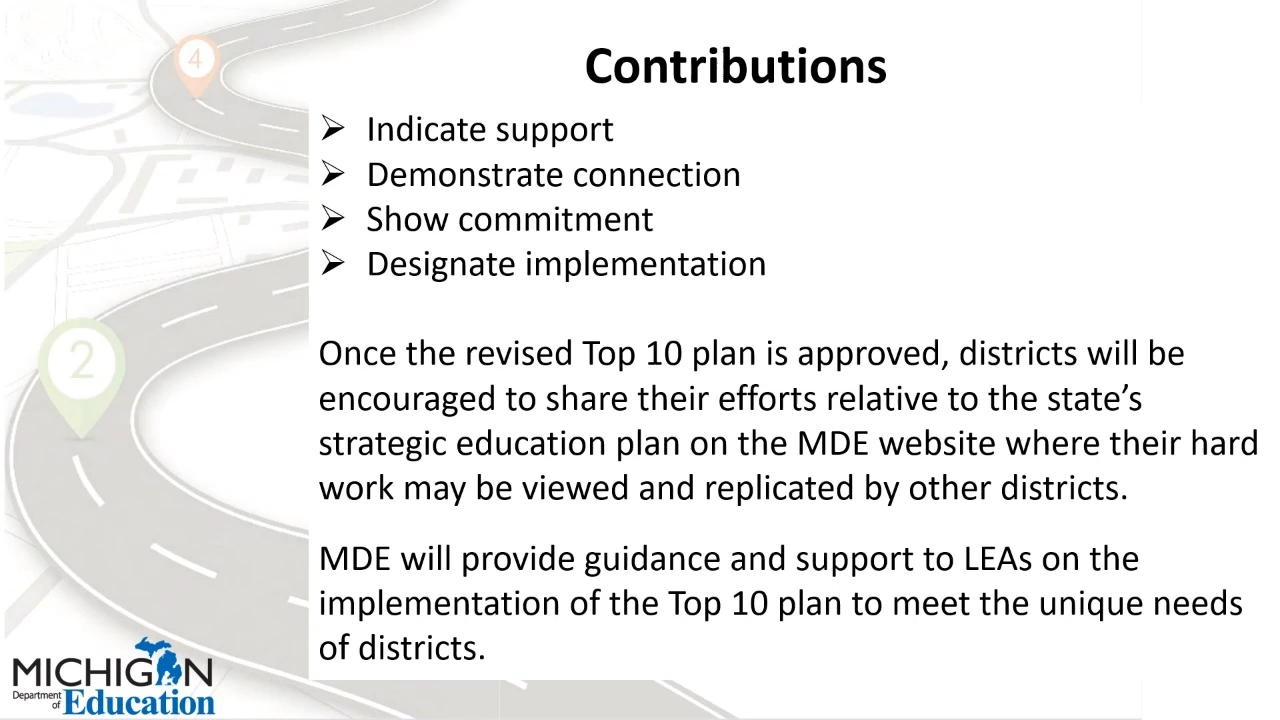 4
Contributions
➢ Indicate support
➢ Demonstrate connection
➢ Show commitment
➢ Designate implementation
2
Once the revised Top 10 plan is approved, districts will be
encouraged to share their efforts relative to the state’s
strategic education plan on the MDE website where their hard
work may be viewed and replicated by other districts.
MDE will provide guidance and support to LEAs on the
implementation of the Top 10 plan to meet the unique needs
of districts.
MICHIGAN
Department
of Education